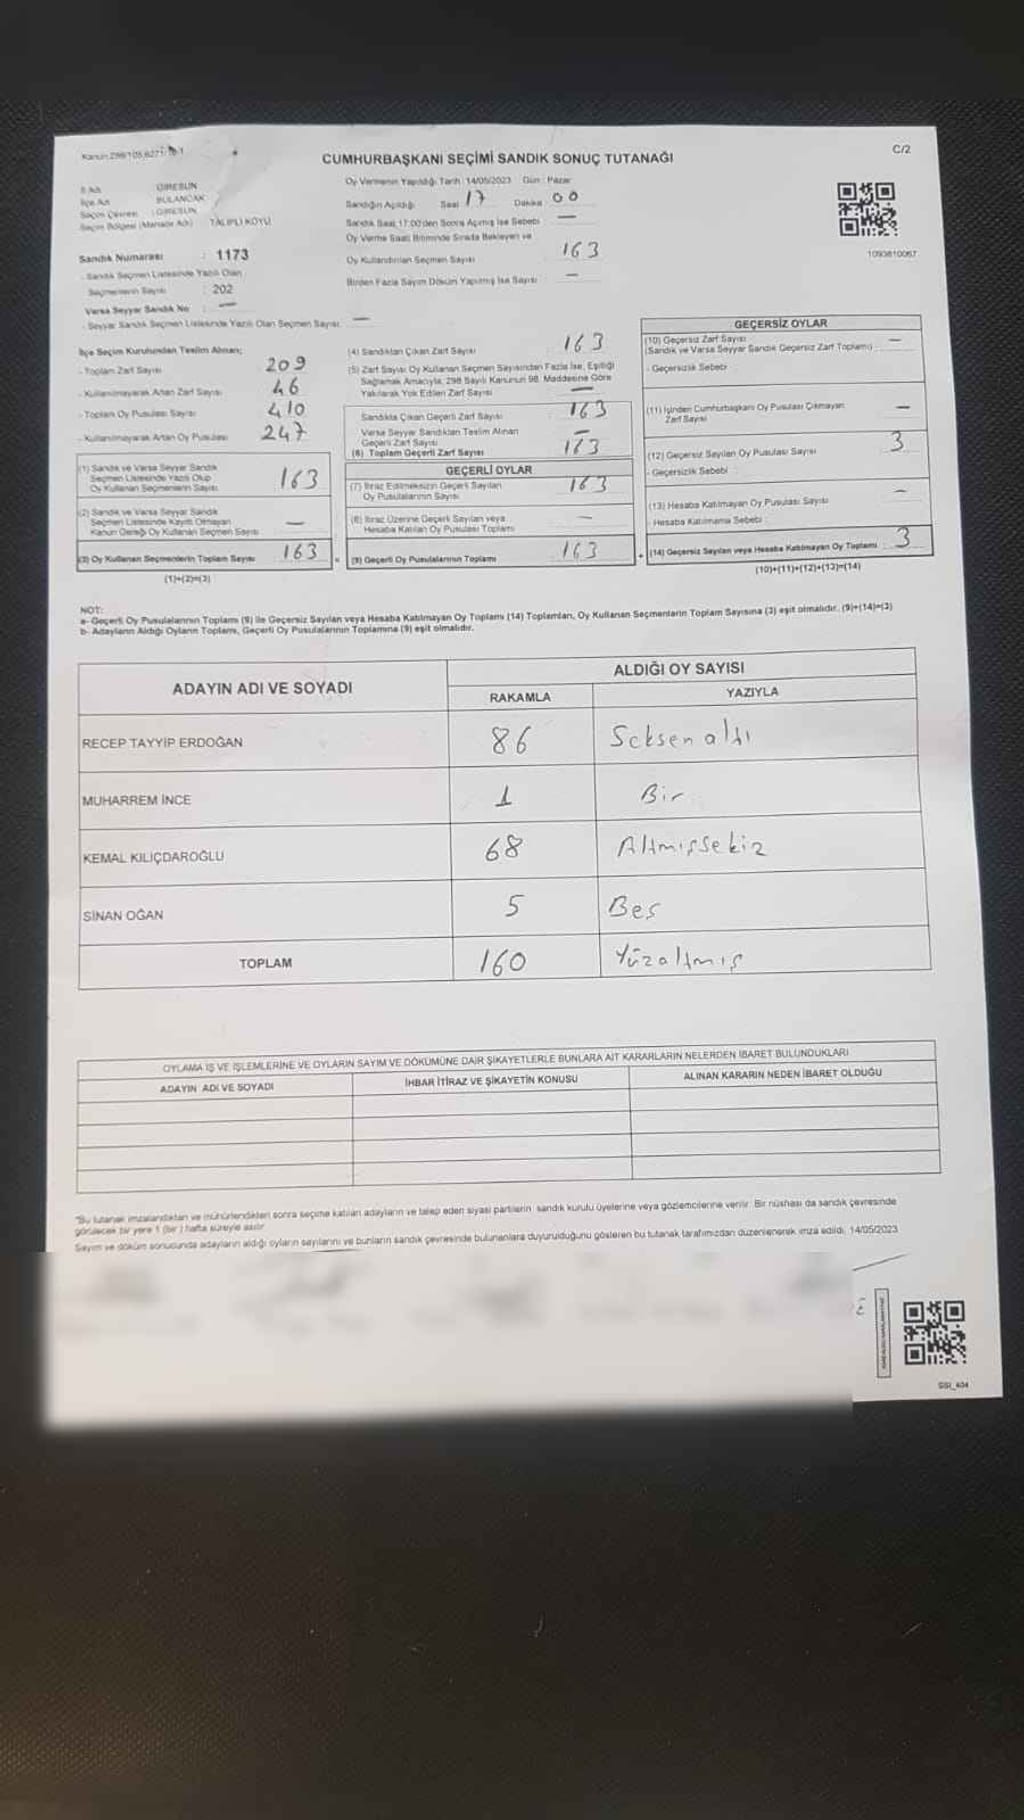 Kanun:298/105,6271/
C/2
CUMHURBAŞKANI SEÇİMİ SANDIK SONUÇ TUTANAĞI
İl Adı : GİRESUN
İlçe Adı : BULANCAK
Seçim Çevresi : GİRESUN
Seçim Bölgesi (Mahalle Adı) : TALIPLI KÖYÜ
Oy Vermenin Yapıldığı Tarih :14/05/2023 Gün : Pazar
Sandığın Açıldığı Saat 17 Dakika 00
Sandık Saat 17:00'den Sonra Açılmış İse Sebebi —
Oy Verme Saati Bitiminde Sırada Bekleyen ve
Oy Kullandırılan Seçmen Sayısı 163
Birden Fazla Sayım Döküm Yapılmış İse Sayısı —
1093810067
Sandık Numarası : 1173
- Sandık Seçmen Listesinde Yazılı Olan
Seçmenlerin Sayısı : 202
Varsa Seyyar Sandık No : —
- Seyyar Sandık Seçmen Listesinde Yazılı Olan Seçmen Sayısı: —
İlçe Seçim Kurulundan Teslim Alınan;
- Toplam Zarf Sayısı 209
- Kullanılmayarak Artan Zarf Sayısı 46
- Toplam Oy Pusulası Sayısı 410
- Kullanılmayarak Artan Oy Pusulası 247
(1) Sandık ve Varsa Seyyar Sandık
Seçmen Listesinde Yazılı Olup
Oy Kullanan Seçmenlerin Sayısı 163
(2) Sandık ve Varsa Seyyar Sandık
Seçmen Listesinde Kayıtlı Olmayan
Kanun Gereği Oy Kullanan Seçmen Sayısı —
(3) Oy Kullanan Seçmenlerin Toplam Sayısı 163
(1)+(2)=(3)
(4) Sandıktan Çıkan Zarf Sayısı 163
(5) Zarf Sayısı Oy Kullanan Seçmen Sayısından Fazla İse, Eşitliği
Sağlamak Amacıyla, 298 Sayılı Kanunun 98. Maddesine Göre
Yakılarak Yok Edilen Zarf Sayısı —
Sandıkta Çıkan Geçerli Zarf Sayısı 163
Varsa Seyyar Sandıktan Teslim Alınan
Geçerli Zarf Sayısı —
(6) Toplam Geçerli Zarf Sayısı 163
GEÇERLİ OYLAR
(7) İtiraz Edilmeksizin Geçerli Sayılan
Oy Pusulalarının Sayısı 163
(8) İtiraz Üzerine Geçerli Sayılan veya
Hesaba Katılan Oy Pusulası Toplamı —
= (9) Geçerli Oy Pusulalarının Toplamı 163
GEÇERSİZ OYLAR
(10) Geçersiz Zarf Sayısı
(Sandık ve Varsa Seyyar Sandık Geçersiz Zarf Toplamı) —
- Geçersizlik Sebebi
(11) İçinden Cumhurbaşkanı Oy Pusulası Çıkmayan
Zarf Sayısı —
(12) Geçersiz Sayılan Oy Pusulası Sayısı 3
- Geçersizlik Sebebi :
(13) Hesaba Katılmayan Oy Pusulası Sayısı —
- Hesaba Katılmama Sebebi :
+ (14) Geçersiz Sayılan veya Hesaba Katılmayan Oy Toplamı : 3
(10)+(11)+(12)+(13)=(14)
NOT:
a- Geçerli Oy Pusulalarının Toplamı (9) ile Geçersiz Sayılan veya Hesaba Katılmayan Oy Toplamı (14) Toplamları, Oy Kullanan Seçmenlerin Toplam Sayısına (3) eşit olmalıdır. (9)+(14)=(3)
b- Adayların Aldığı Oyların Toplamı, Geçerli Oy Pusulalarının Toplamına (9) eşit olmalıdır.
ADAYIN ADI VE SOYADI
ALDIĞI OY SAYISI
RAKAMLA YAZIYLA
RECEP TAYYİP ERDOĞAN 86 Seksen altı
MUHARREM İNCE 1 Bir
KEMAL KILIÇDAROĞLU 68 Altmışsekiz
SİNAN OĞAN 5 Beş
TOPLAM 160 Yüzaltmış
OYLAMA İŞ VE İŞLEMLERİNE VE OYLARIN SAYIM VE DÖKÜMÜNE DAİR ŞİKAYETLERLE BUNLARA AİT KARARLARIN NELERDEN İBARET BULUNDUKLARI
ADAYIN ADI VE SOYADI İHBAR İTİRAZ VE ŞİKAYETİN KONUSU ALINAN KARARIN NEDEN İBARET OLDUĞU
"Bu tutanak imzalandıktan ve mühürlendikten sonra seçime katılan adayların ve talep eden siyasi partilerin sandık kurulu üyelerine veya gözlemcilerine verilir. Bir nüshası da sandık çevresinde
görülecek bir yere 1 (bir ) hafta süreyle asılır.
Sayım ve döküm sonucunda adayların aldığı oyların sayılarını ve bunların sandık çevresinde bulunanlara duyurulduğunu gösteren bu tutanak tarafımızdan düzenlenerek imza edildi. 14/05/2023